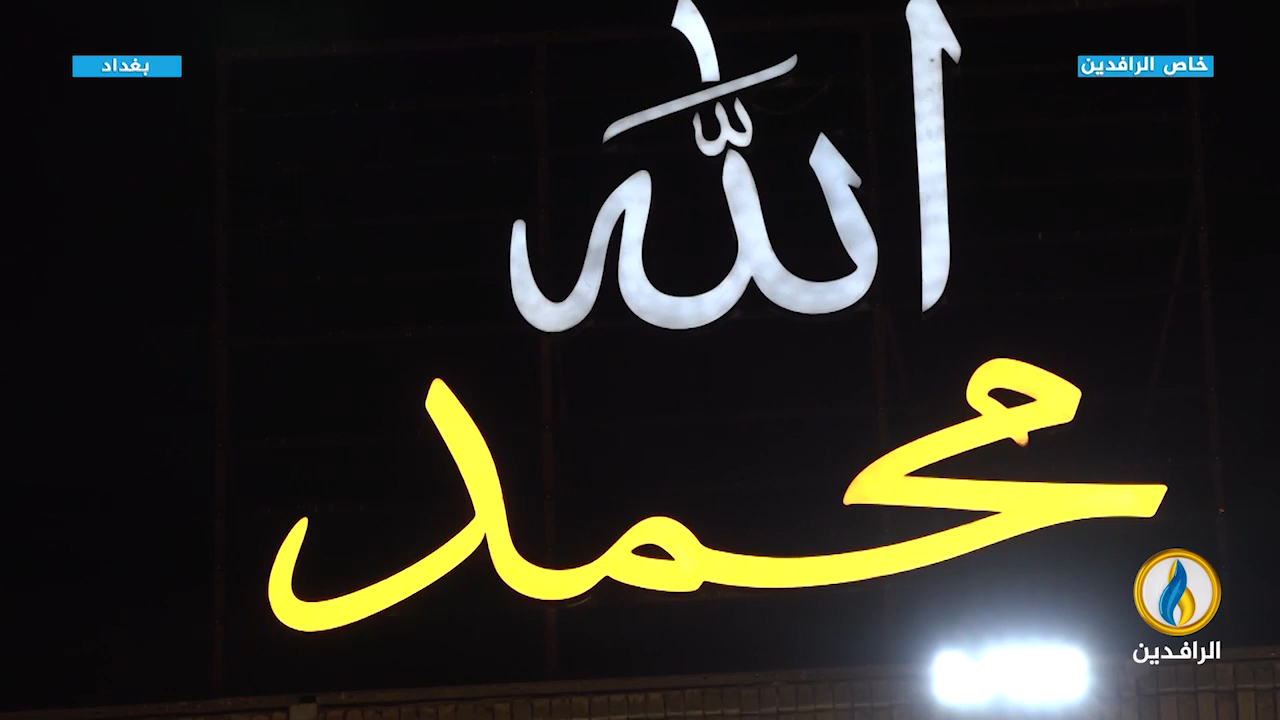 خاص الرافدين
بغداد
الله
محمد
الرافدين